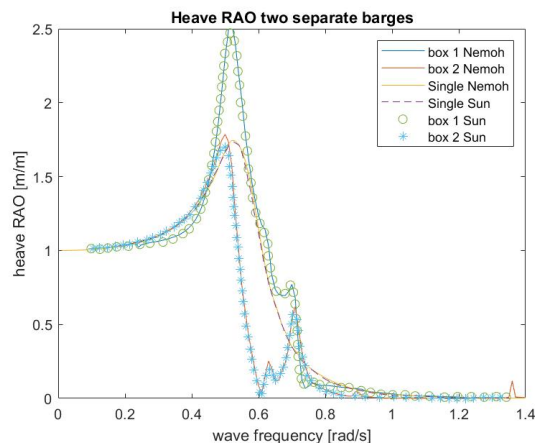 Heave RAO two separate barges
2.5
2
1.5
1
0.5
0
heave RAO [m/m]
box 1 Nemoh
box 2 Nemoh
Single Nemoh
Single Sun
box 1 Sun
box 2 Sun
0 0.2 0.4 0.6 0.8 1.0 1.2 1.4
wave frequency [rad/s]